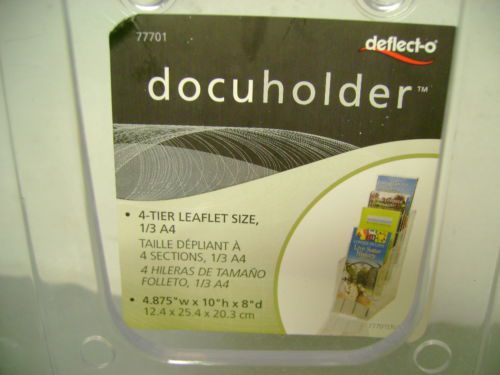 77701
deflect-o®
docuholder™
• 4-TIER LEAFLET SIZE,
1/3 A4
TAILLE DÉPLIANT À
4 SECTIONS, 1/3 A4
4 HILERAS DE TAMAÑO
FOLLETO, 1/3 A4
• 4.875"w x 10"h x 8"d
12.4 x 25.4 x 20.3 cm